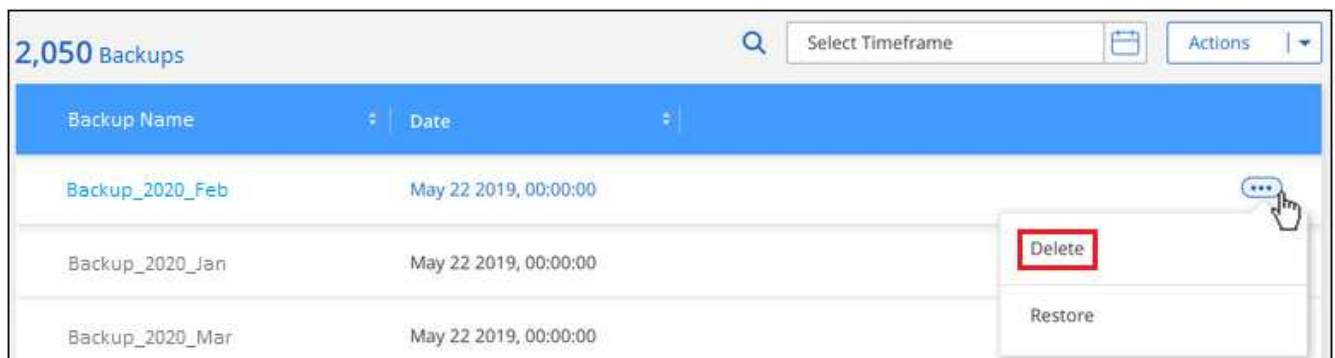 2,050 Backups
Select Timeframe
Actions
Backup Name
Date
Backup_2020_Feb
May 22 2019, 00:00:00
Delete
Backup_2020_Jan
May 22 2019, 00:00:00
Restore
Backup_2020_Mar
May 22 2019, 00:00:00